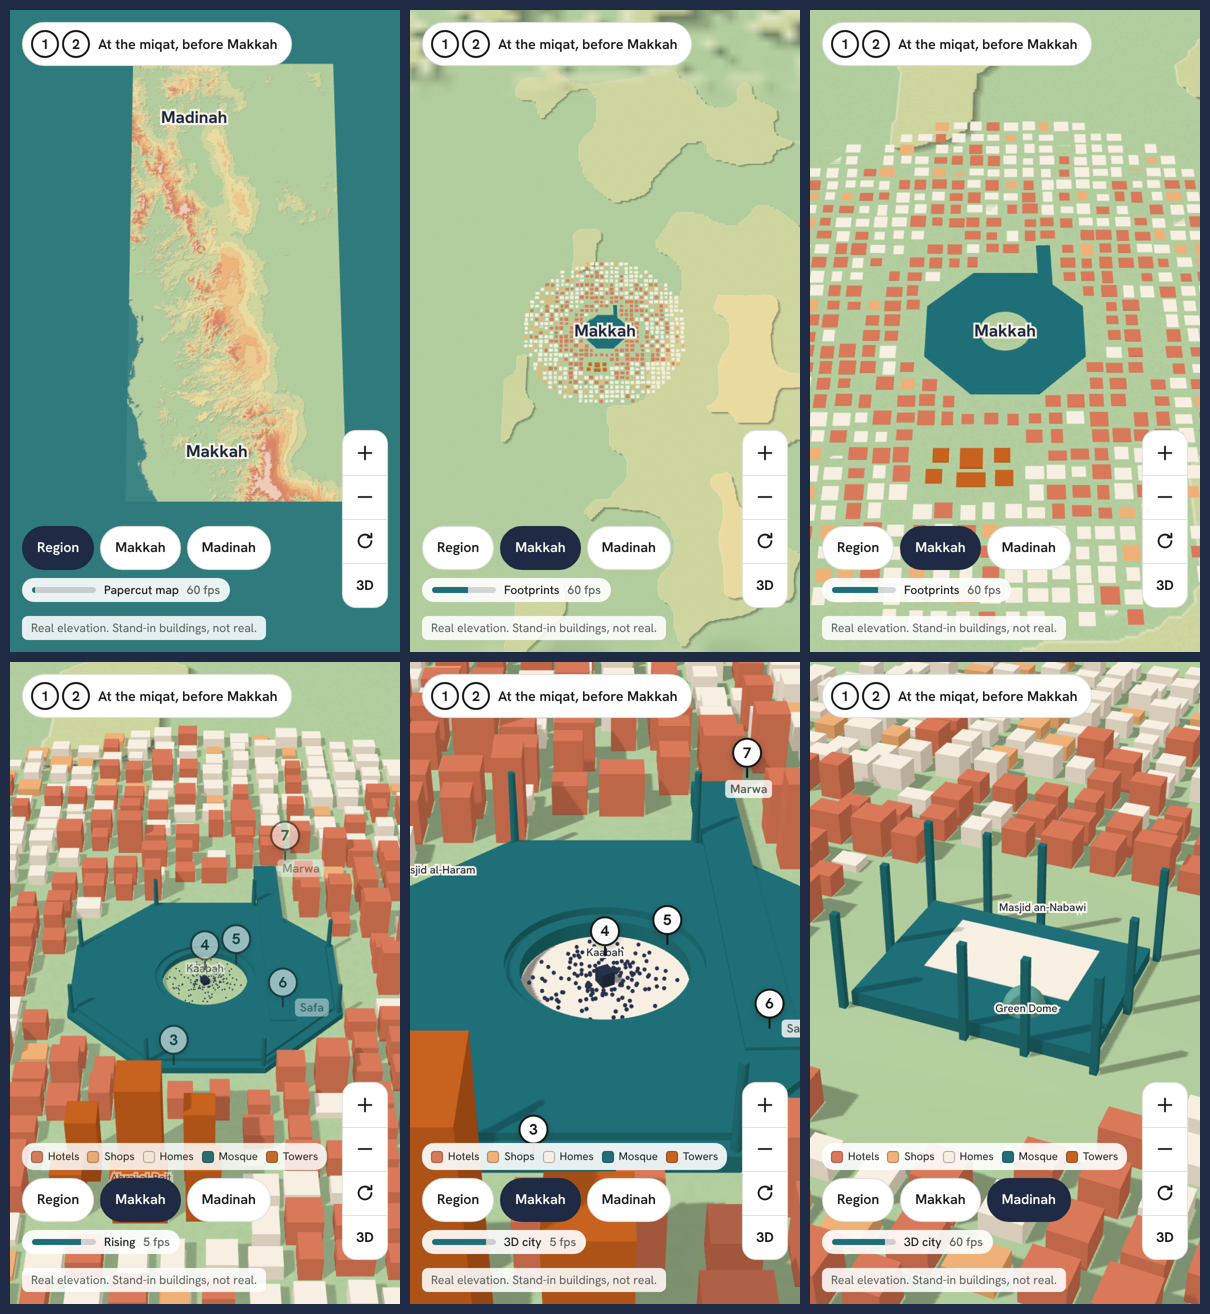 1 2 At the miqat, before Makkah
Madinah
Makkah
+
−
3D
Region Makkah Madinah
Papercut map 60 fps
Real elevation. Stand-in buildings, not real.
1 2 At the miqat, before Makkah
Makkah
+
−
3D
Region Makkah Madinah
Footprints 60 fps
Real elevation. Stand-in buildings, not real.
1 2 At the miqat, before Makkah
Makkah
+
−
3D
Region Makkah Madinah
Footprints 60 fps
Real elevation. Stand-in buildings, not real.
1 2 At the miqat, before Makkah
7
Marwa
4 5
Kaabah
6
Safa
3
+
−
3D
Hotels Shops Homes Mosque Towers
Region Makkah Madinah
Rising 5 fps
Real elevation. Stand-in buildings, not real.
1 2 At the miqat, before Makkah
7
Marwa
sjid al-Haram
4 5
Kaabah
6
Sa
3
+
−
3D
Hotels Shops Homes Mosque Towers
Region Makkah Madinah
3D city 5 fps
Real elevation. Stand-in buildings, not real.
1 2 At the miqat, before Makkah
Masjid an-Nabawi
Green Dome
+
−
3D
Hotels Shops Homes Mosque Towers
Region Makkah Madinah
3D city 60 fps
Real elevation. Stand-in buildings, not real.